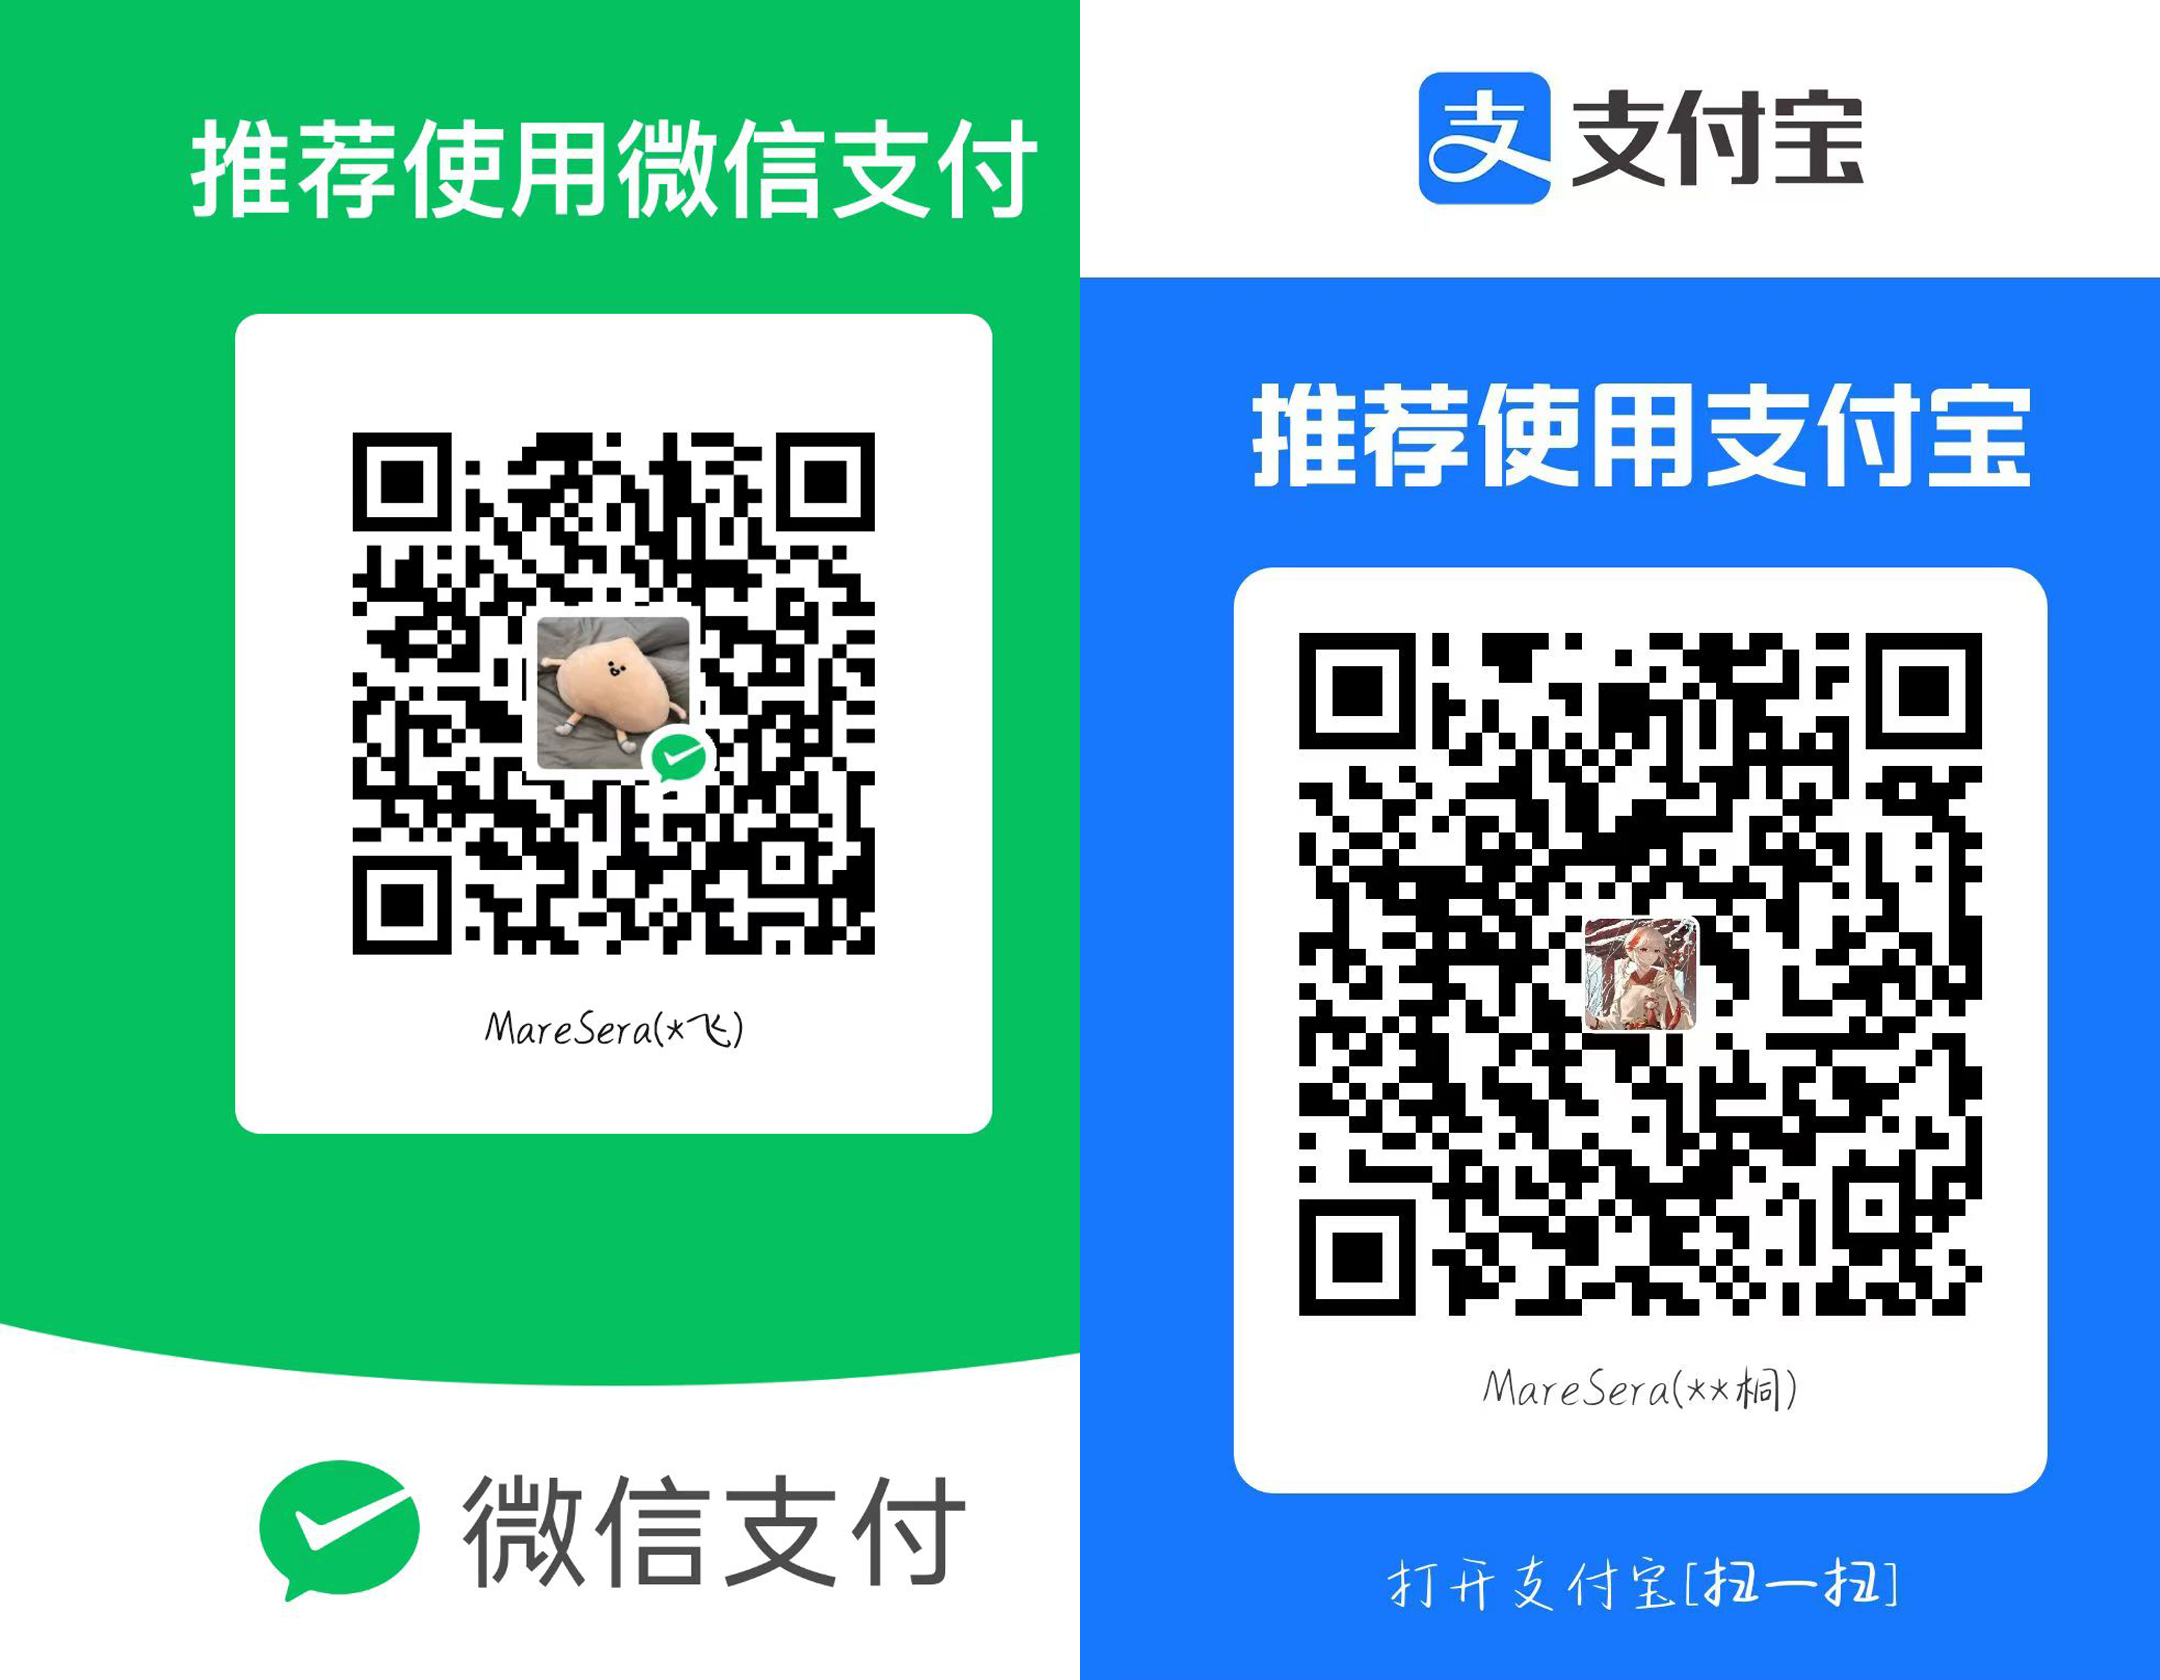 推荐使用微信支付
MareSera(*飞)
微信支付
支 支付宝
推荐使用支付宝
MareSera(**桐)
打开支付宝[扫一扫]